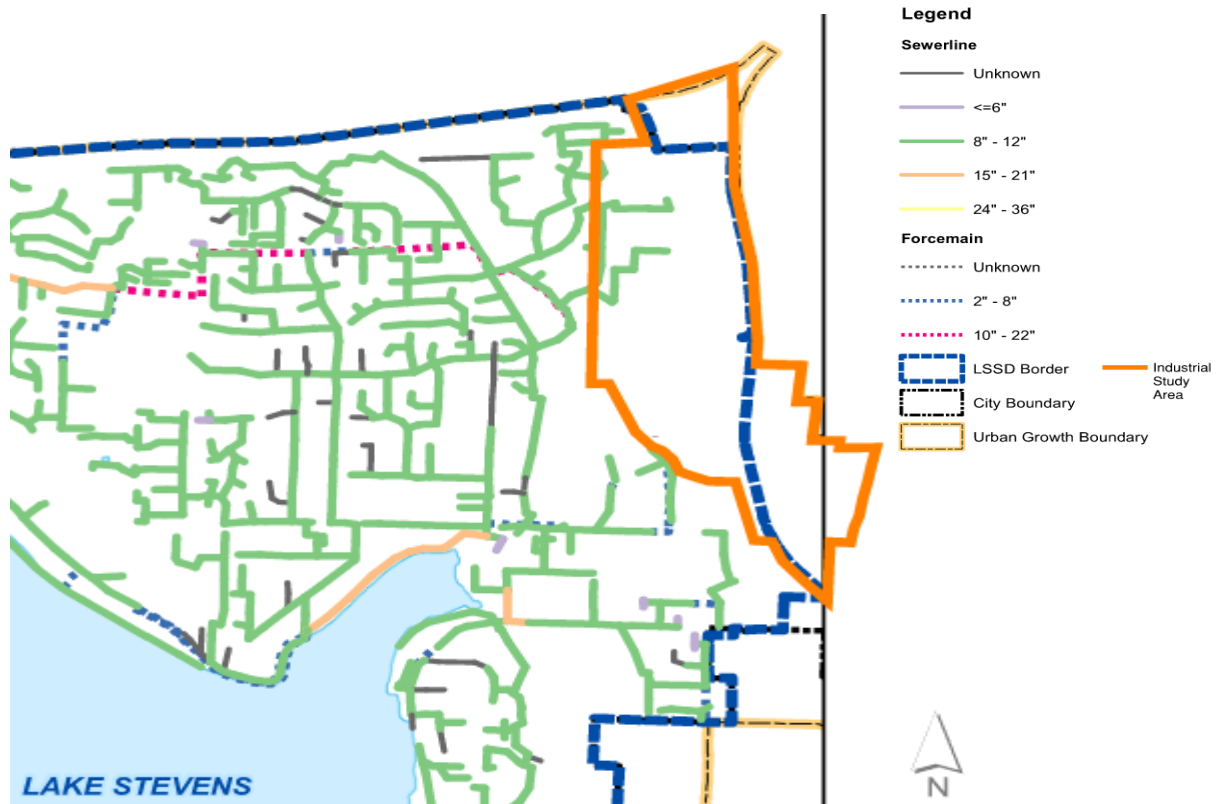 Legend
Sewerline
Unknown
<=6"
8" - 12"
15" - 21"
24" - 36"
Forcemain
Unknown
2" - 8"
10" - 22"
LSSD Border
City Boundary
Urban Growth Boundary
Industrial
Study
Area
LAKE STEVENS
N